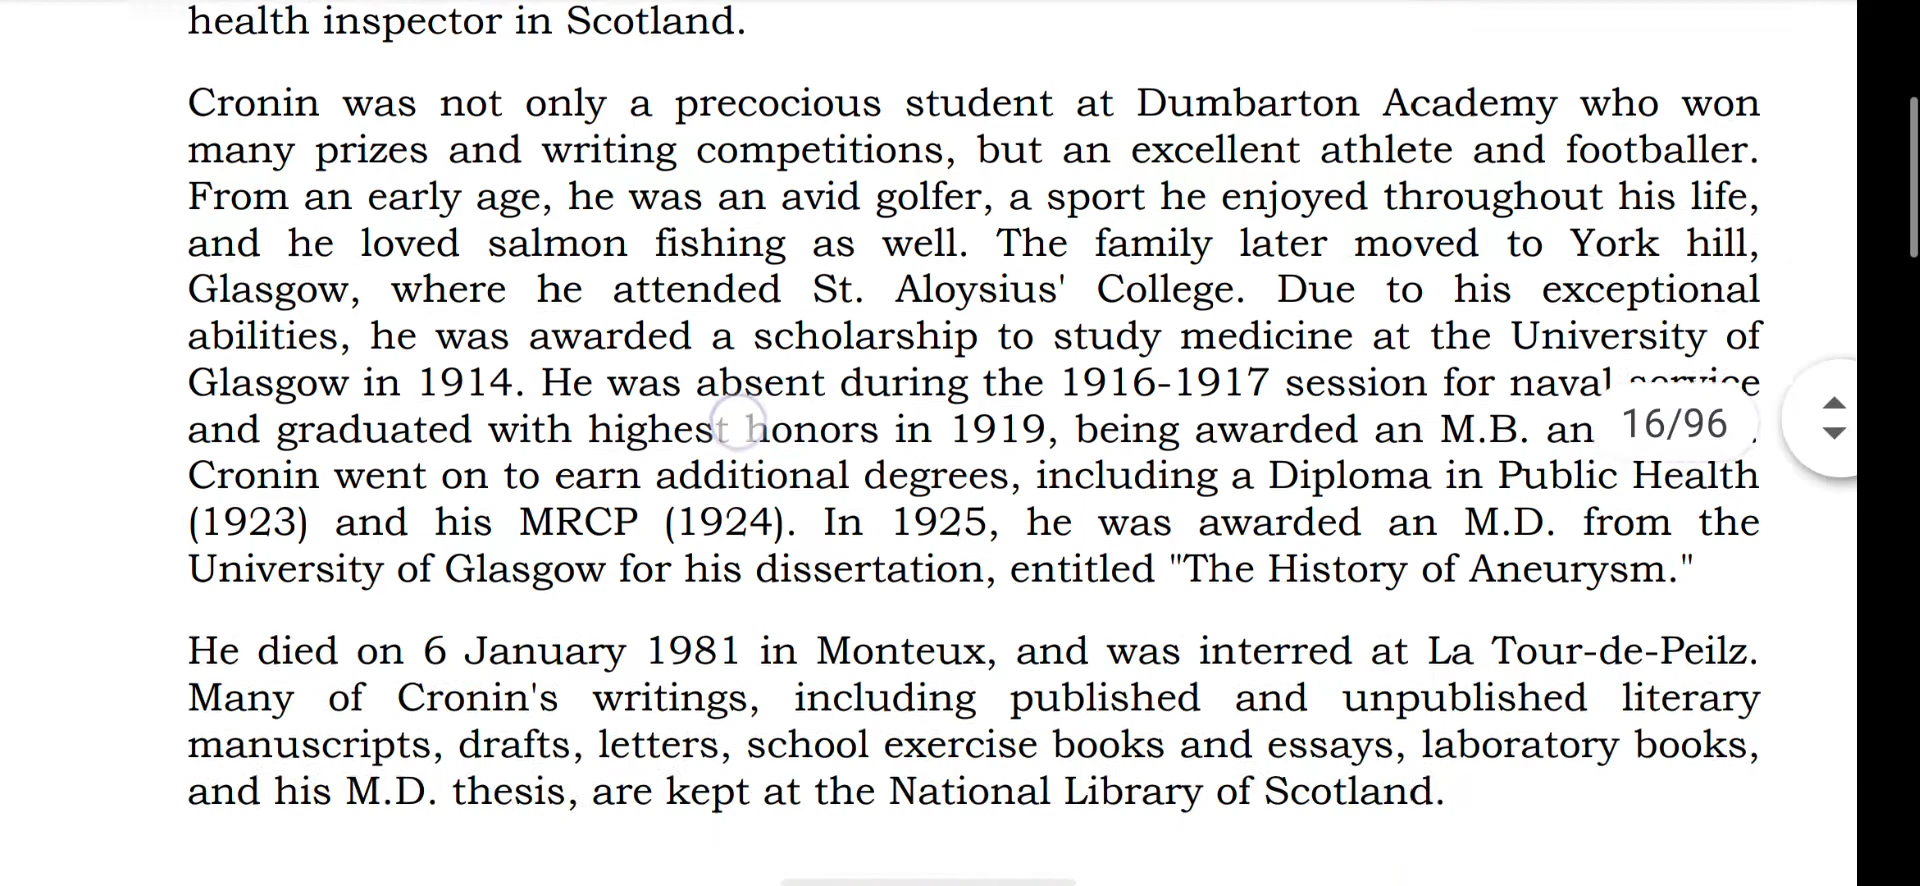 health inspector in Scotland.
Cronin was not only a precocious student at Dumbarton Academy who won
many prizes and writing competitions, but an excellent athlete and footballer.
From an early age, he was an avid golfer, a sport he enjoyed throughout his life,
and he loved salmon fishing as well. The family later moved to York hill,
Glasgow, where he attended St. Aloysius' College. Due to his exceptional
abilities, he was awarded a scholarship to study medicine at the University of
Glasgow in 1914. He was absent during the 1916-1917 session for naval service
and graduated with highest honors in 1919, being awarded an M.B. an
16/96
Cronin went on to earn additional degrees, including a Diploma in Public Health
(1923) and his MRCP (1924). In 1925, he was awarded an M.D. from the
University of Glasgow for his dissertation, entitled "The History of Aneurysm."
He died on 6 January 1981 in Monteux, and was interred at La Tour-de-Peilz.
Many of Cronin's writings, including published and unpublished literary
manuscripts, drafts, letters, school exercise books and essays, laboratory books,
and his M.D. thesis, are kept at the National Library of Scotland.